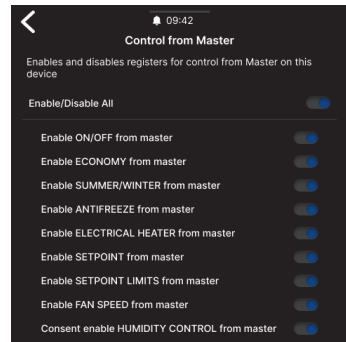 09:42
Control from Master
Enables and disables registers for control from Master on this
device
Enable/Disable All
Enable ON/OFF from master
Enable ECONOMY from master
Enable SUMMER/WINTER from master
Enable ANTIFREEZE from master
Enable ELECTRICAL HEATER from master
Enable SETPOINT from master
Enable SETPOINT LIMITS from master
Enable FAN SPEED from master
Consent enable HUMIDITY CONTROL from master